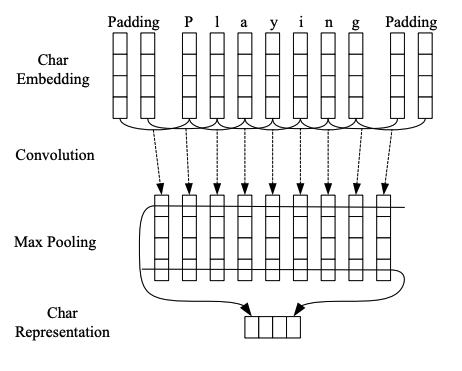 Padding P l a y i n g Padding
Char
Embedding
Convolution
Max Pooling
Char
Representation